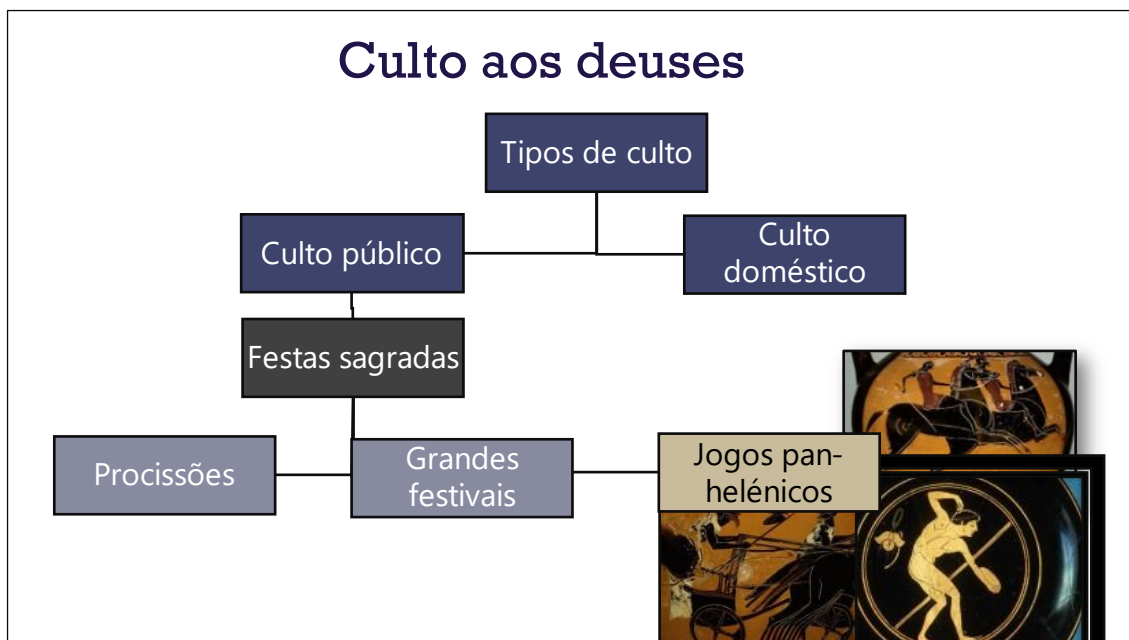 Culto aos deuses
Tipos de culto
Culto público
Culto
doméstico
Festas sagradas
Procissões
Grandes
festivais
Jogos pan-
helénicos